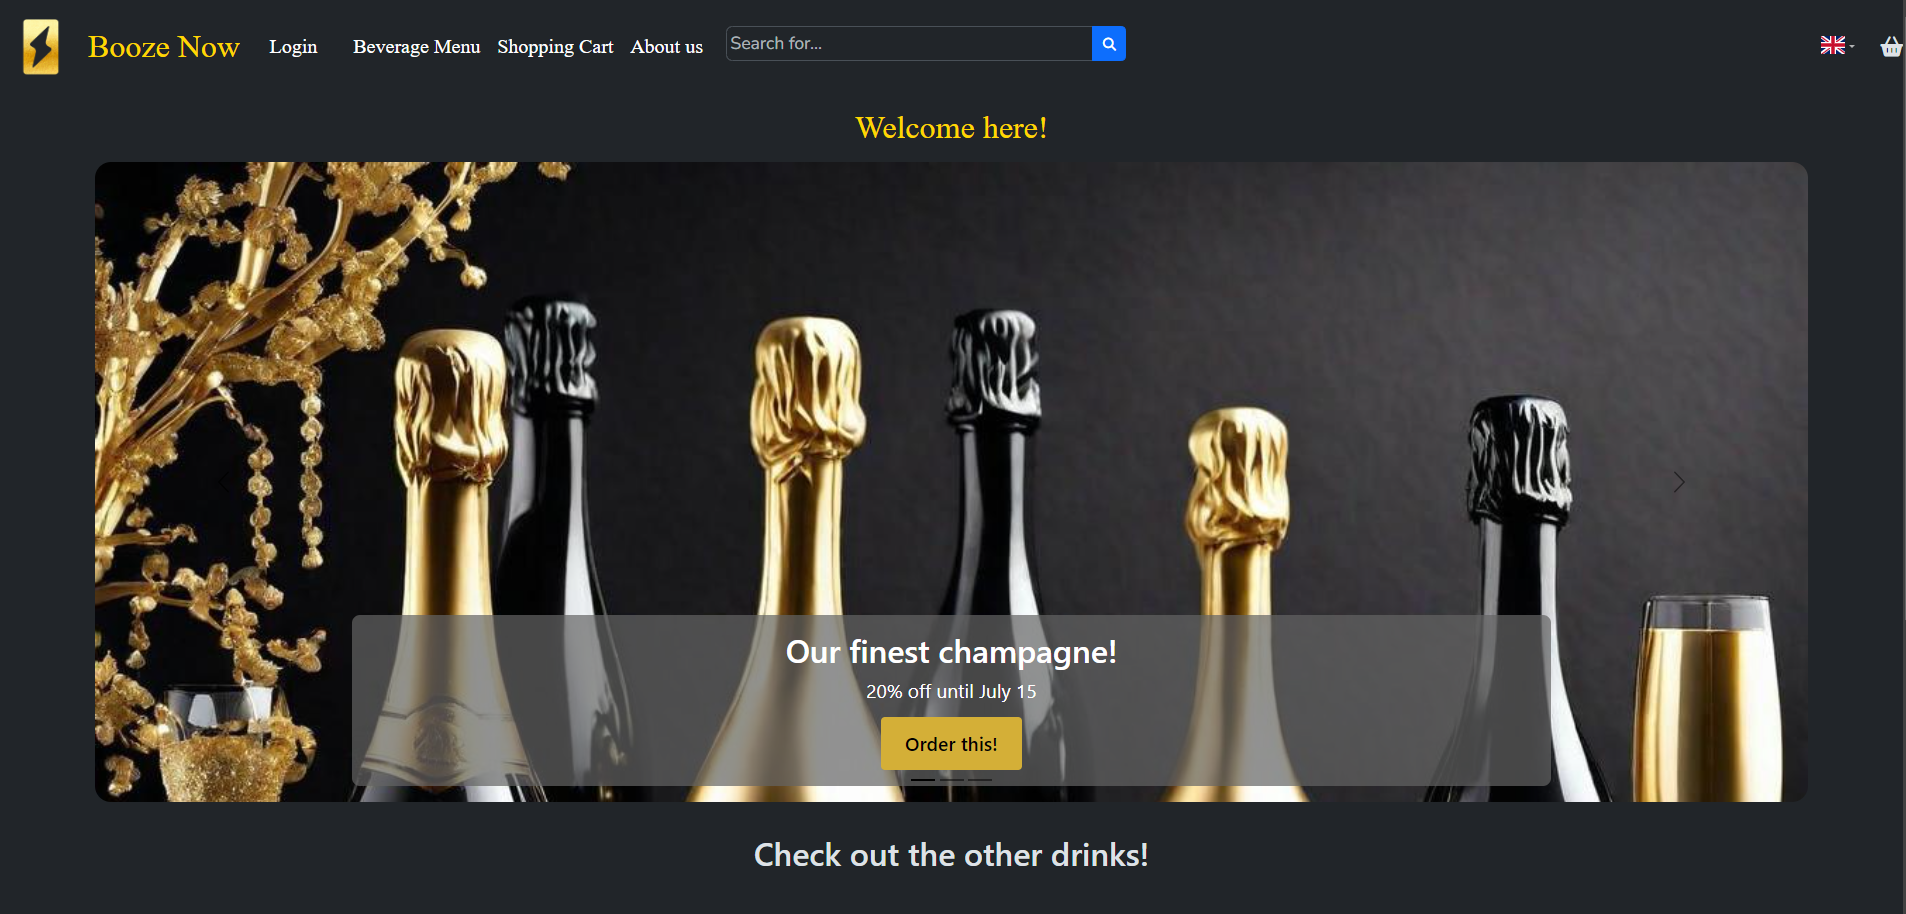 Booze Now
Login
Beverage Menu
Shopping Cart
About us
Search for...
Welcome here!
Our finest champagne!
20% off until July 15
Order this!
Check out the other drinks!